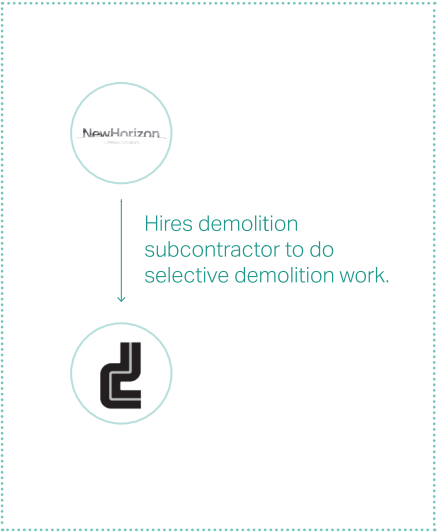 NewHorizon
Hires demolition
subcontractor to do
selective demolition work.